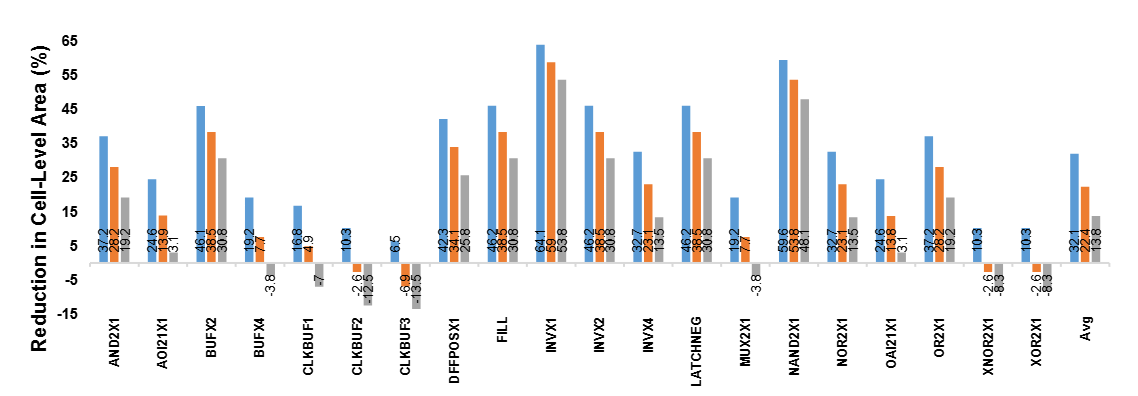 Reduction in Cell-Level Area (%)
65
55
45
35
25
15
5
-5
-15
37.2 28.2 19.2
24.6 13.9 3.1
46.1 38.5 30.8
19.2 7.7 -3.8
16.8 4.9 -7
10.3 -2.6 -12.5
6.5 -6.9 -13.5
42.3 34.1 25.8
46.2 38.5 30.8
64.1 59 53.8
46.2 38.5 30.8
32.7 23.1 13.5
46.2 38.5 30.8
19.2 7.7 -3.8
59.6 53.8 48.1
32.7 23.1 13.5
24.6 13.8 3.1
37.2 28.2 19.2
10.3 -2.6 -8.3
10.3 -2.6 -8.3
32.1 22.4 13.8
AND2X1
AOI21X1
BUFX2
BUFX4
CLKBUF1
CLKBUF2
CLKBUF3
DFFPOSX1
FILL
INVX1
INVX2
INVX4
LATCHNEG
MUX2X1
NAND2X1
NOR2X1
OAI21X1
OR2X1
XNOR2X1
XOR2X1
Avg